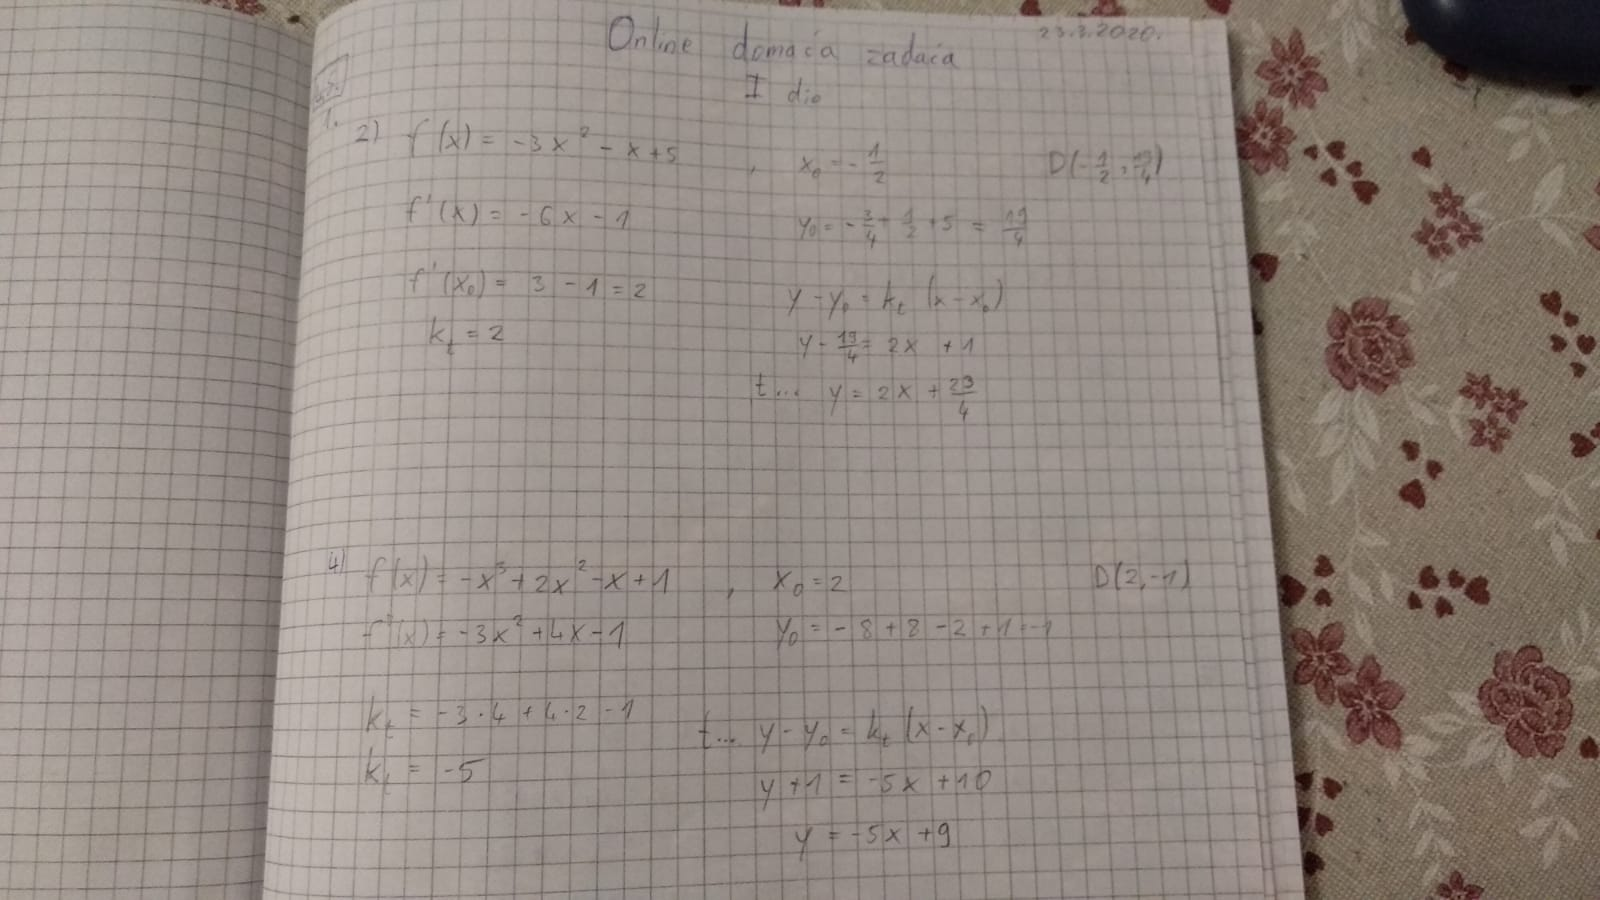 Online domaća zadaća
23.3.2020.
I dio
1.
2) f(x) = -3x² - x + 5 , x₀ = -1/2 D(-1/2, 19/4)
f'(x) = -6x - 1 y₀ = -3/4 + 1/2 + 5 = 19/4
f'(x₀) = 3 - 1 = 2 y - y₀ = kₜ (x - x₀)
kₜ = 2 y - 19/4 = 2x + 1
t... y = 2x + 23/4
4) f(x) = -x³ + 2x² - x + 1 , x₀ = 2 D(2, -1)
f'(x) = -3x² + 4x - 1 y₀ = -8 + 8 - 2 + 1 = -1
kₜ = -3·4 + 4·2 - 1 t... y - y₀ = kₜ (x - x₀)
kₜ = -5 y + 1 = -5x + 10
y = -5x + 9